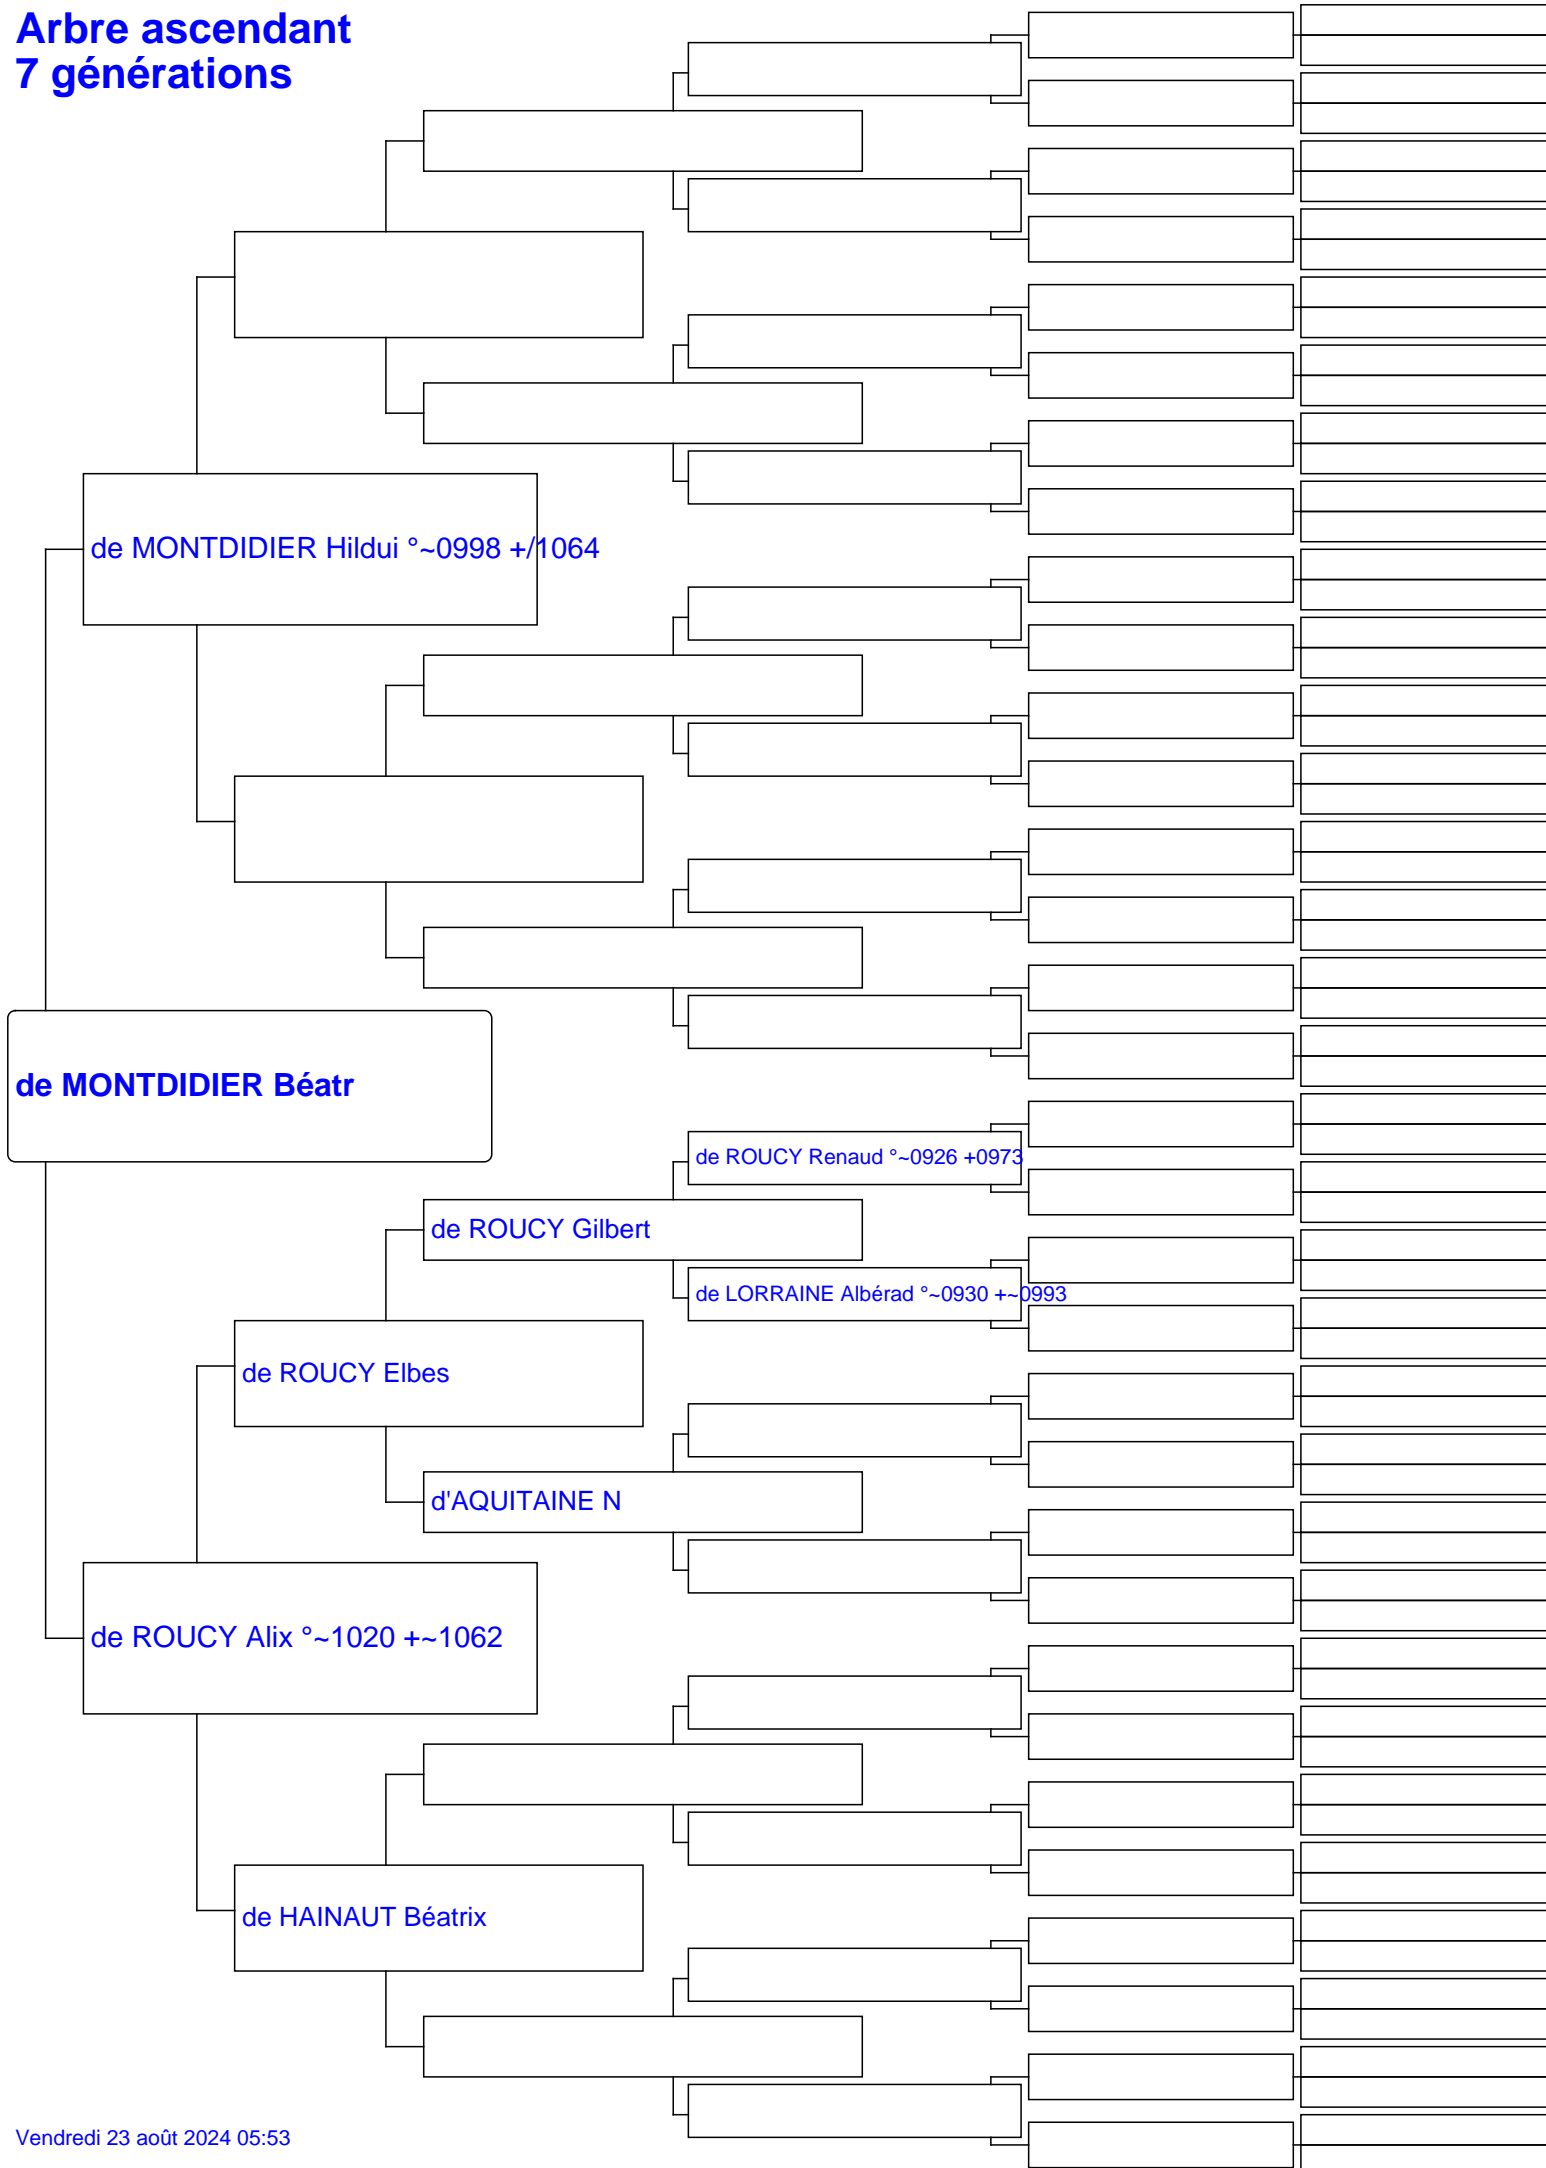 Arbre ascendant
7 générations
de MONTDIDIER Hildui °~0998 +/1064
de MONTDIDIER Béatr
de ROUCY Renaud °~0926 +0973
de ROUCY Gilbert
de LORRAINE Albérad °~0930 +~0993
de ROUCY Elbes
d'AQUITAINE N
de ROUCY Alix °~1020 +~1062
de HAINAUT Béatrix
Vendredi 23 août 2024 05:53